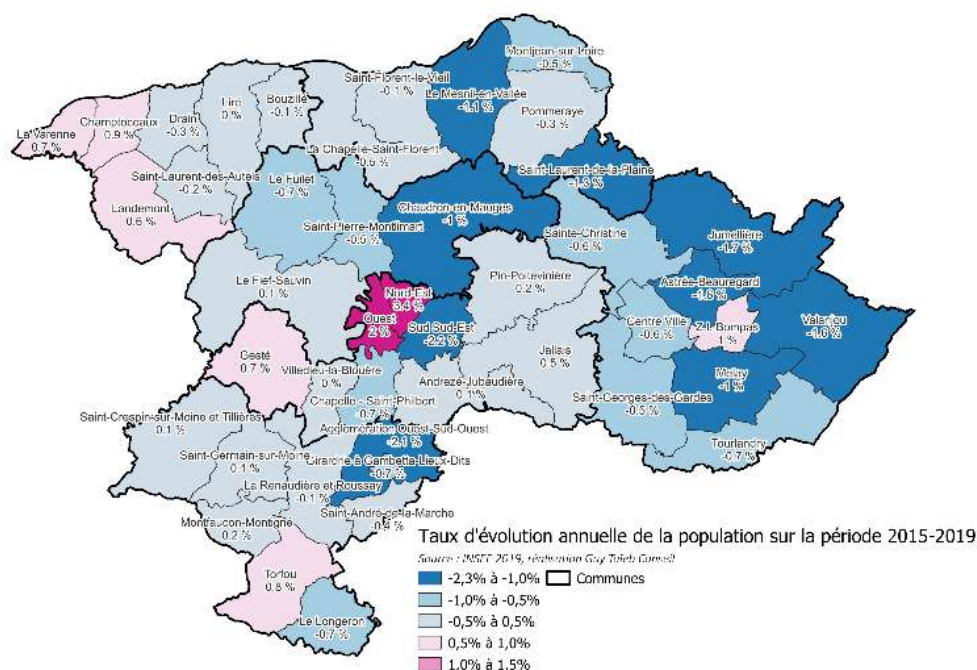 Montjean-sur-Loire
-0.5 %
Saint-Florent-le-Vieil
-0.1 %
Le Mesnil-en-Vallée
-1.1 %
Pommeraye
-0.3 %
Bouzillé
-0.1 %
Liré
0 %
Drain
-0.3 %
Champtoceaux
0.9 %
La Varenne
0.7 %
La Chapelle-Saint-Florent
-0.5 %
Saint-Laurent-de-la-Plaine
-1.3 %
Saint-Laurent-des-Autels
-0.2 %
Le Fuilet
-0.7 %
Landemont
0.6 %
Chaudron-en-Mauges
-1 %
Saint-Pierre-Montlimart
-0.5 %
Sainte-Christine
-0.6 %
Jumellière
-1.7 %
Pin-Poitevinière
0.2 %
Le Fief-Sauvin
0.1 %
Astrée-Beauregard
-1.6 %
Nord-Est
3.4 %
Ouest
2 %
Sud Sud-Est
-2.2 %
Centre Ville
-0.6 %
Z-I. Bompas
1 %
Valanjou
-1.6 %
Gesté
0.7 %
Villedieu-la-Blouère
0 %
Jallais
0.5 %
Melay
-1 %
Andrezé-Jubaudière
0.1 %
Chapelle - Saint-Philbert
-0.7 %
Saint-Georges-des-Gardes
-0.5 %
Saint-Crespin-sur-Moine et Tillières
0.1 %
Agglomération Ouest-Sud-Ouest
-2.1 %
Tourlandry
-0.7 %
Saint-Germain-sur-Moine
0.1 %
Girardrie à Gambetta-Lieux-Dits
-0.7 %
La Renaudière et Roussay
-0.1 %
Saint-André-de-la-Marche
-0.4 %
Montfaucon-Montigné
0.2 %
Torfou
0.8 %
Le Longeron
-0.7 %
Taux d'évolution annuelle de la population sur la période 2015-2019
Source : INSEE 2019, réalisation Guy Taïeb Conseil
-2,3% à -1,0% Communes
-1,0% à -0,5%
-0,5% à 0,5%
0,5% à 1,0%
1,0% à 1,5%